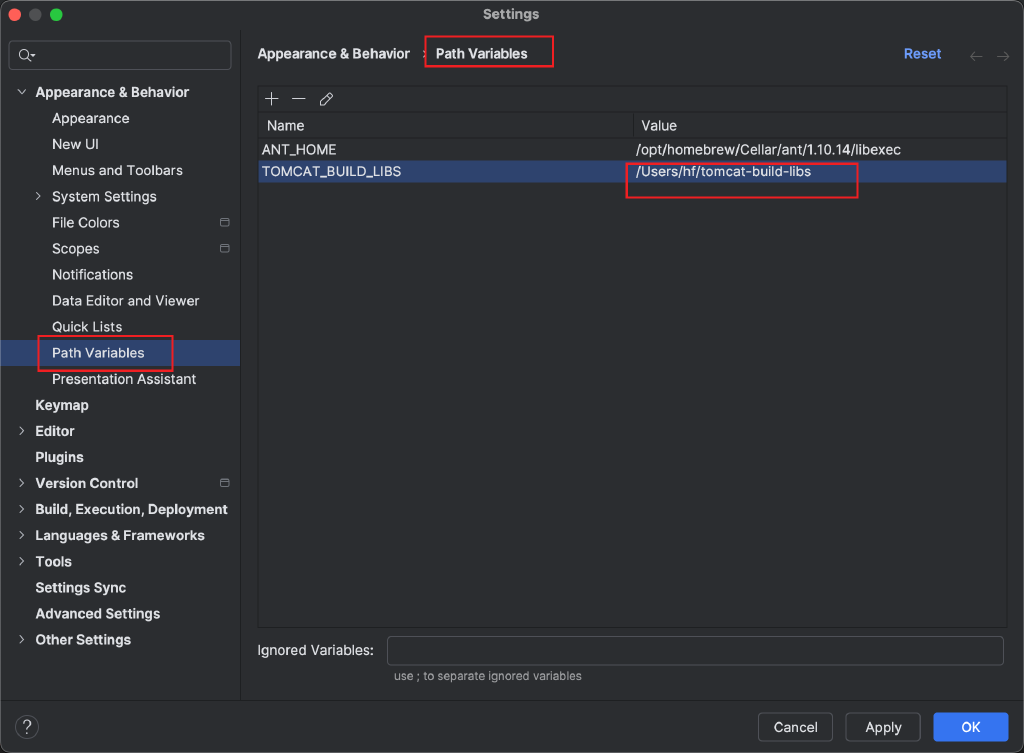 Settings
Appearance & Behavior
Appearance
New UI
Menus and Toolbars
System Settings
File Colors
Scopes
Notifications
Data Editor and Viewer
Quick Lists
Path Variables
Presentation Assistant
Keymap
Editor
Plugins
Version Control
Build, Execution, Deployment
Languages & Frameworks
Tools
Settings Sync
Advanced Settings
Other Settings
Appearance & Behavior › Path Variables
Reset
Name Value
ANT_HOME /opt/homebrew/Cellar/ant/1.10.14/libexec
TOMCAT_BUILD_LIBS /Users/hf/tomcat-build-libs
Ignored Variables:
use ; to separate ignored variables
?
Cancel Apply OK